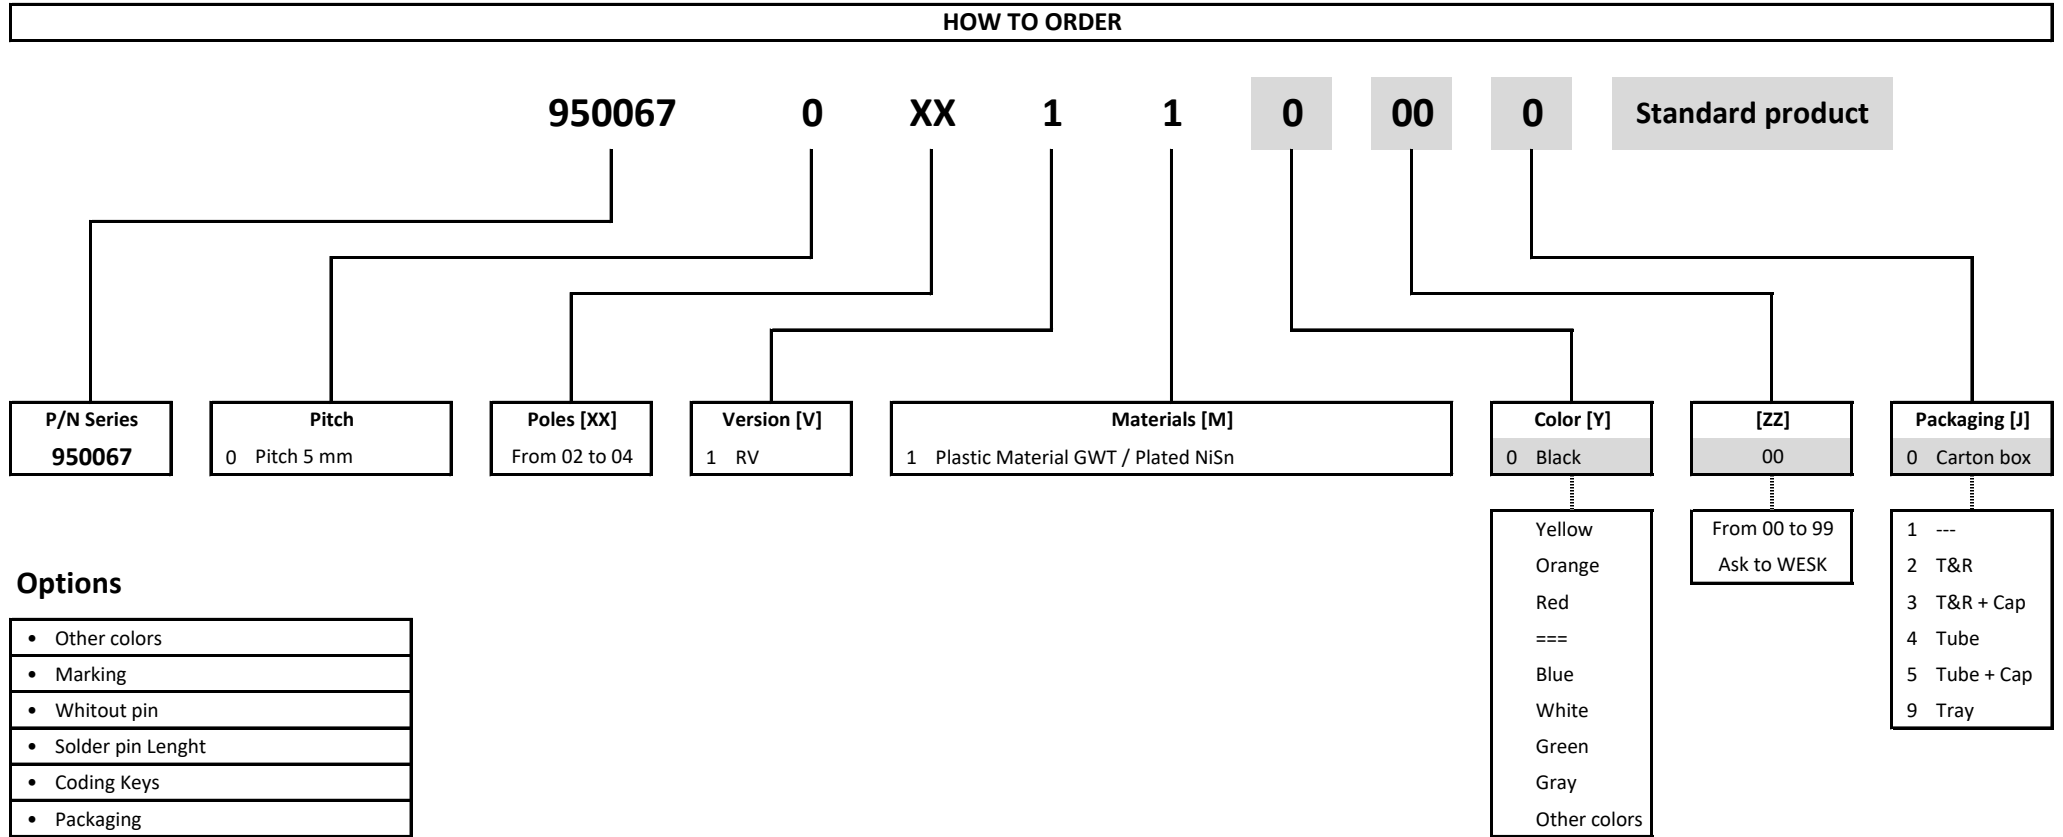 HOW TO ORDER
950067 0 XX 1 1 0 00 0 Standard product
P/N Series Pitch Poles [XX] Version [V] Materials [M] Color [Y] [ZZ] Packaging [J]
950067 0 Pitch 5 mm From 02 to 04 1 RV 1 Plastic Material GWT / Plated NiSn 0 Black 00 0 Carton box
Yellow From 00 to 99 1 ---
Orange Ask to WESK 2 T&R
Red 3 T&R + Cap
=== 4 Tube
Blue 5 Tube + Cap
White 9 Tray
Green
Gray
Other colors
Options
• Other colors
• Marking
• Whitout pin
• Solder pin Lenght
• Coding Keys
• Packaging